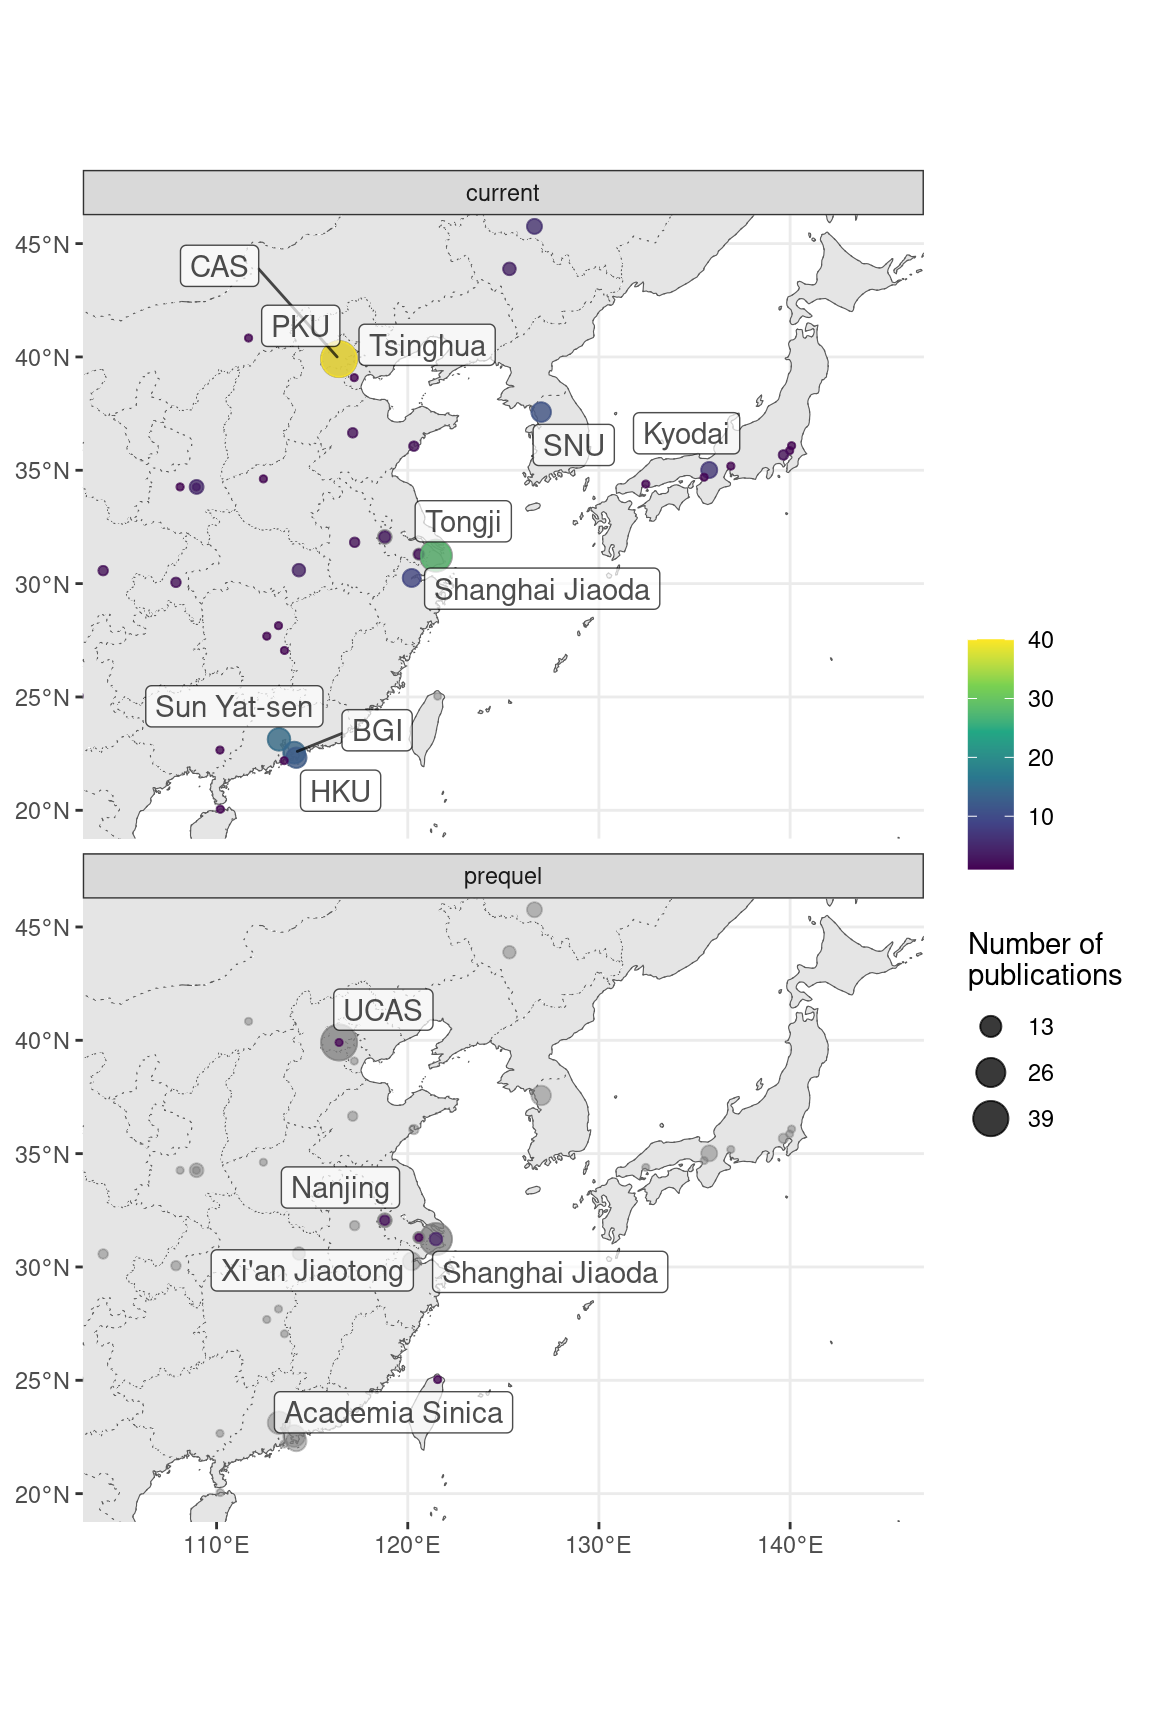 current
45°N
40°N
35°N
30°N
25°N
20°N
CAS
PKU
Tsinghua
SNU
Kyodai
Tongji
Shanghai Jiaoda
Sun Yat-sen
BGI
HKU
prequel
45°N
40°N
35°N
30°N
25°N
20°N
UCAS
Nanjing
Xi'an Jiaotong
Shanghai Jiaoda
Academia Sinica
110°E
120°E
130°E
140°E
40
30
20
10
Number of
publications
13
26
39